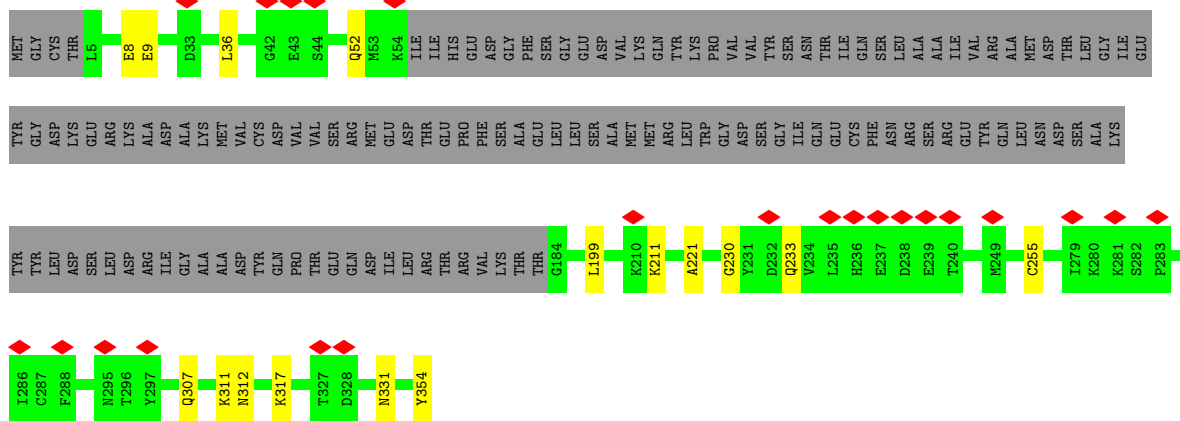 MET GLY CYS THR L5 E8 E9 D33 L36 G42 E43 S44 Q52 M53 K54 ILE ILE HIS GLU ASP GLY PHE SER GLY GLU ASP VAL LYS GLN TYR LYS PRO VAL VAL TYR SER ASN THR ILE GLN SER LEU ALA ALA ILE VAL ARG ALA MET ASP THR LEU GLY ILE GLU
TYR GLY ASP LYS GLU ARG LYS ALA ASP ALA LYS MET VAL CYS ASP VAL VAL SER ARG MET GLU ASP THR GLU PRO PHE SER ALA GLU LEU LEU SER ALA MET MET ARG LEU TRP GLY ASP SER GLY ILE GLN GLU CYS PHE ASN ARG SER ARG GLU TYR GLN LEU ASN ASP SER ALA LYS
TYR TYR LEU ASP SER LEU ASP ARG ILE GLY ALA ALA ASP TYR GLN PRO THR GLU GLN ASP ILE LEU ARG THR ARG VAL LYS THR THR G184 L199 K210 K211 A221 G230 Y231 D232 Q233 V234 L235 H236 E237 D238 E239 T240 M249 C255 I279 K280 K281 S282 P283
I286 C287 F288 N295 T296 Y297 Q307 K311 N312 K317 T327 D328 N331 Y354